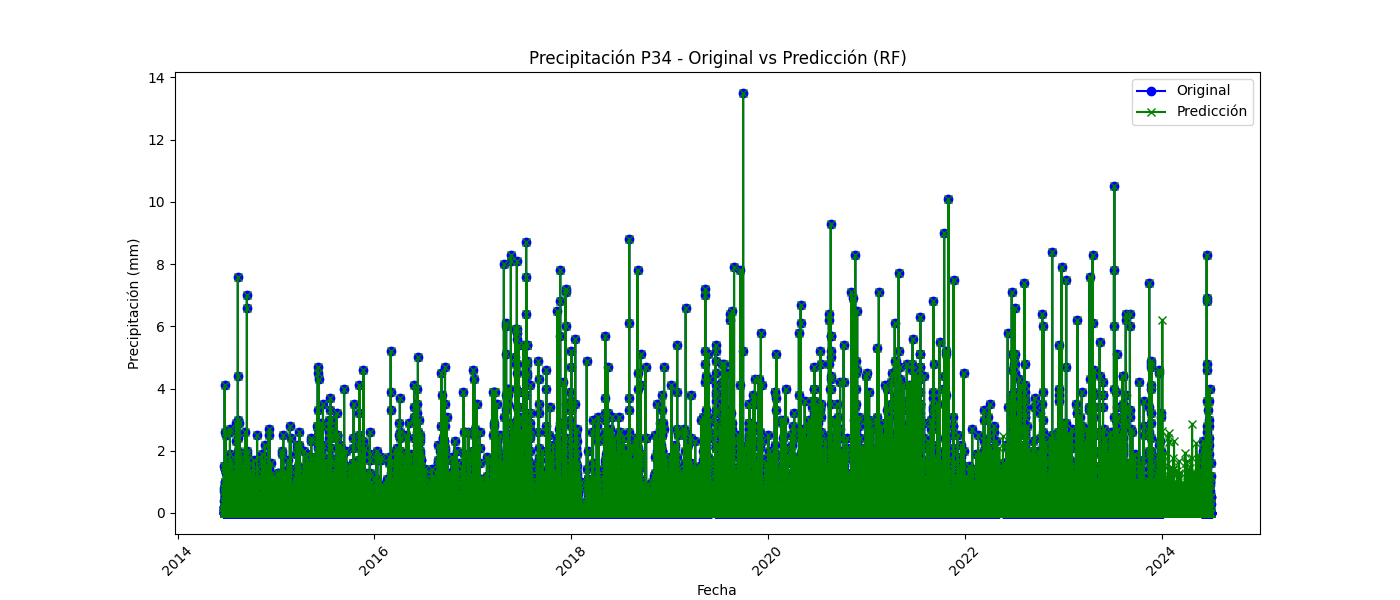 Precipitación P34 - Original vs Predicción (RF)
Original
Predicción
Precipitación (mm)
14
12
10
8
6
4
2
0
2014
2016
2018
2020
2022
2024
Fecha